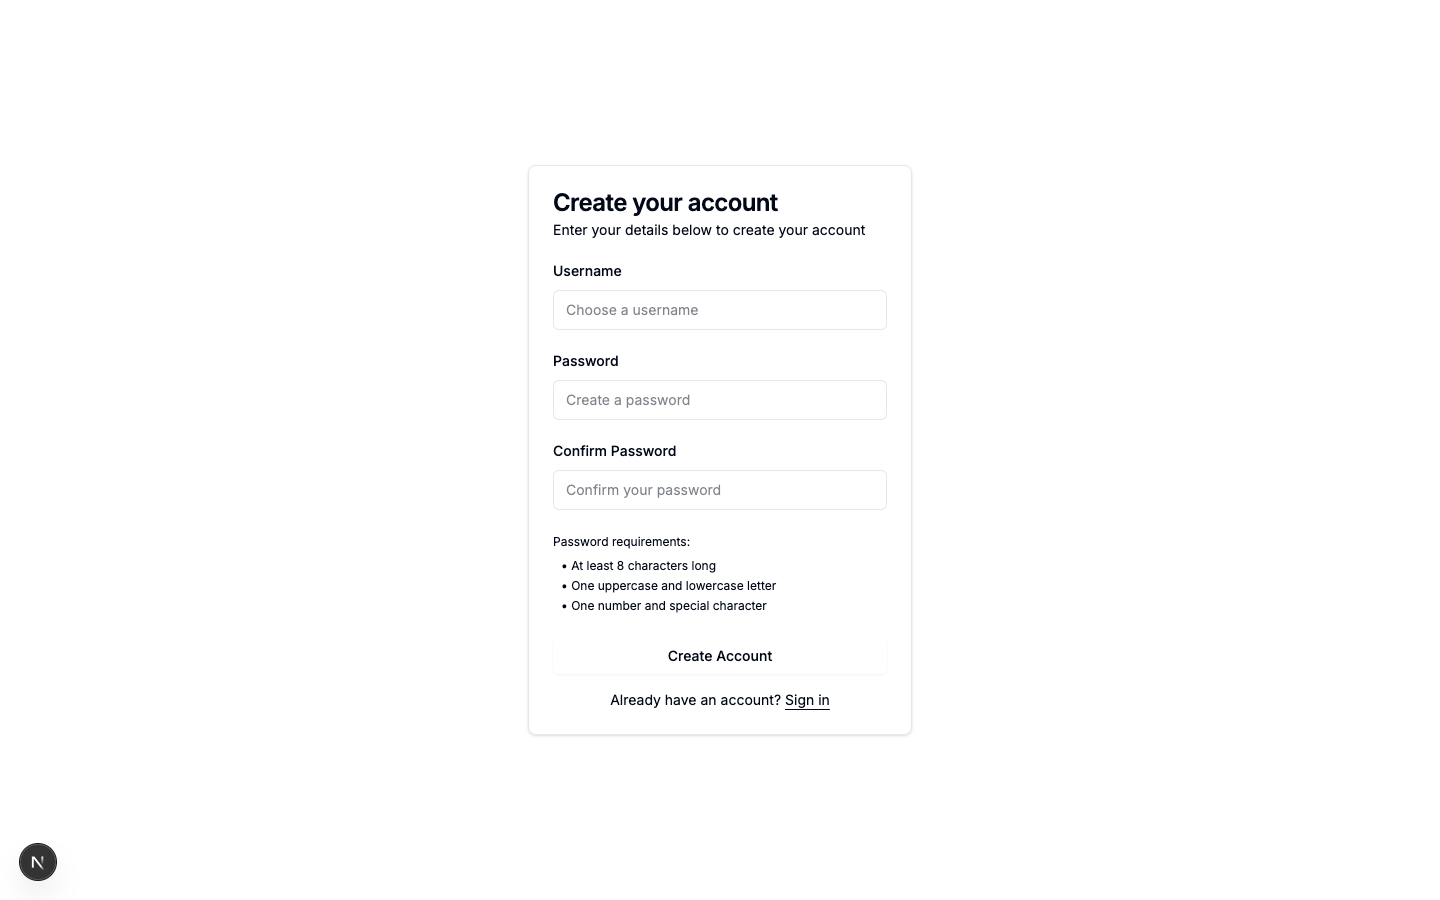 Create your account
Enter your details below to create your account
Username
Choose a username
Password
Create a password
Confirm Password
Confirm your password
Password requirements:
• At least 8 characters long
• One uppercase and lowercase letter
• One number and special character
Create Account
Already have an account? Sign in
N